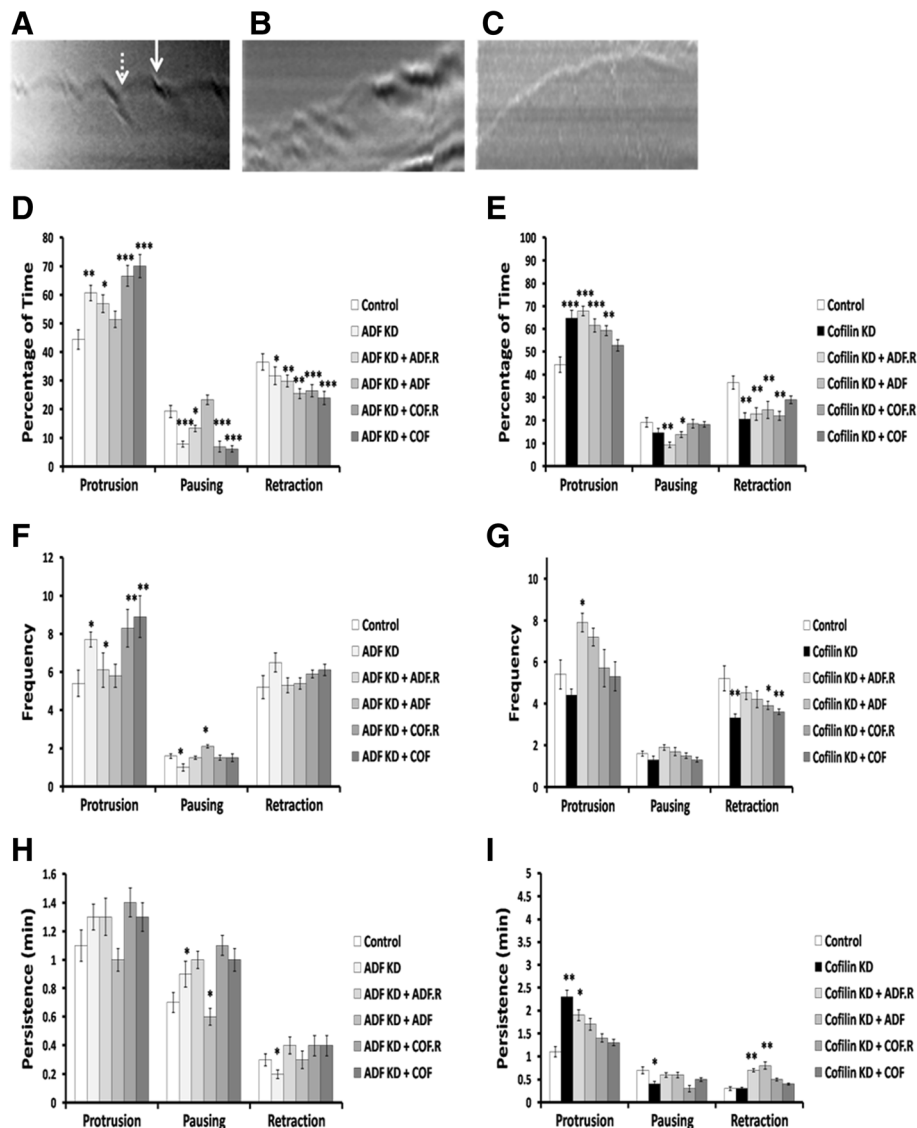 A
B
C
D
Percentage of Time
80
70
60
50
40
30
20
10
0
** * *** ***
*** * *** ***
* ** ** *** ***
Protrusion Pausing Retraction
Control
ADF KD
ADF KD + ADF.R
ADF KD + ADF
ADF KD + COF.R
ADF KD + COF
E
Percentage of Time
100
90
80
70
60
50
40
30
20
10
0
*** *** *** **
** *
** ** ** **
Protrusion Pausing Retraction
Control
Cofilin KD
Cofilin KD + ADF.R
Cofilin KD + ADF
Cofilin KD + COF.R
Cofilin KD + COF
F
Frequency
12
10
8
6
4
2
0
* * ** **
* *
Protrusion Pausing Retraction
Control
ADF KD
ADF KD + ADF.R
ADF KD + ADF
ADF KD + COF.R
ADF KD + COF
G
Frequency
10
8
6
4
2
0
*
** * **
Protrusion Pausing Retraction
Control
Cofilin KD
Cofilin KD + ADF.R
Cofilin KD + ADF
Cofilin KD + COF.R
Cofilin KD + COF
H
Persistence (min)
1.6
1.4
1.2
1
0.8
0.6
0.4
0.2
0
* *
*
Protrusion Pausing Retraction
Control
ADF KD
ADF KD + ADF.R
ADF KD + ADF
ADF KD + COF.R
ADF KD + COF
I
Persistence (min)
5
4.5
4
3.5
3
2.5
2
1.5
1
0.5
0
** *
*
** **
Protrusion Pausing Retraction
Control
Cofilin KD
Cofilin KD + ADF.R
Cofilin KD + ADF
Cofilin KD + COF.R
Cofilin KD + COF